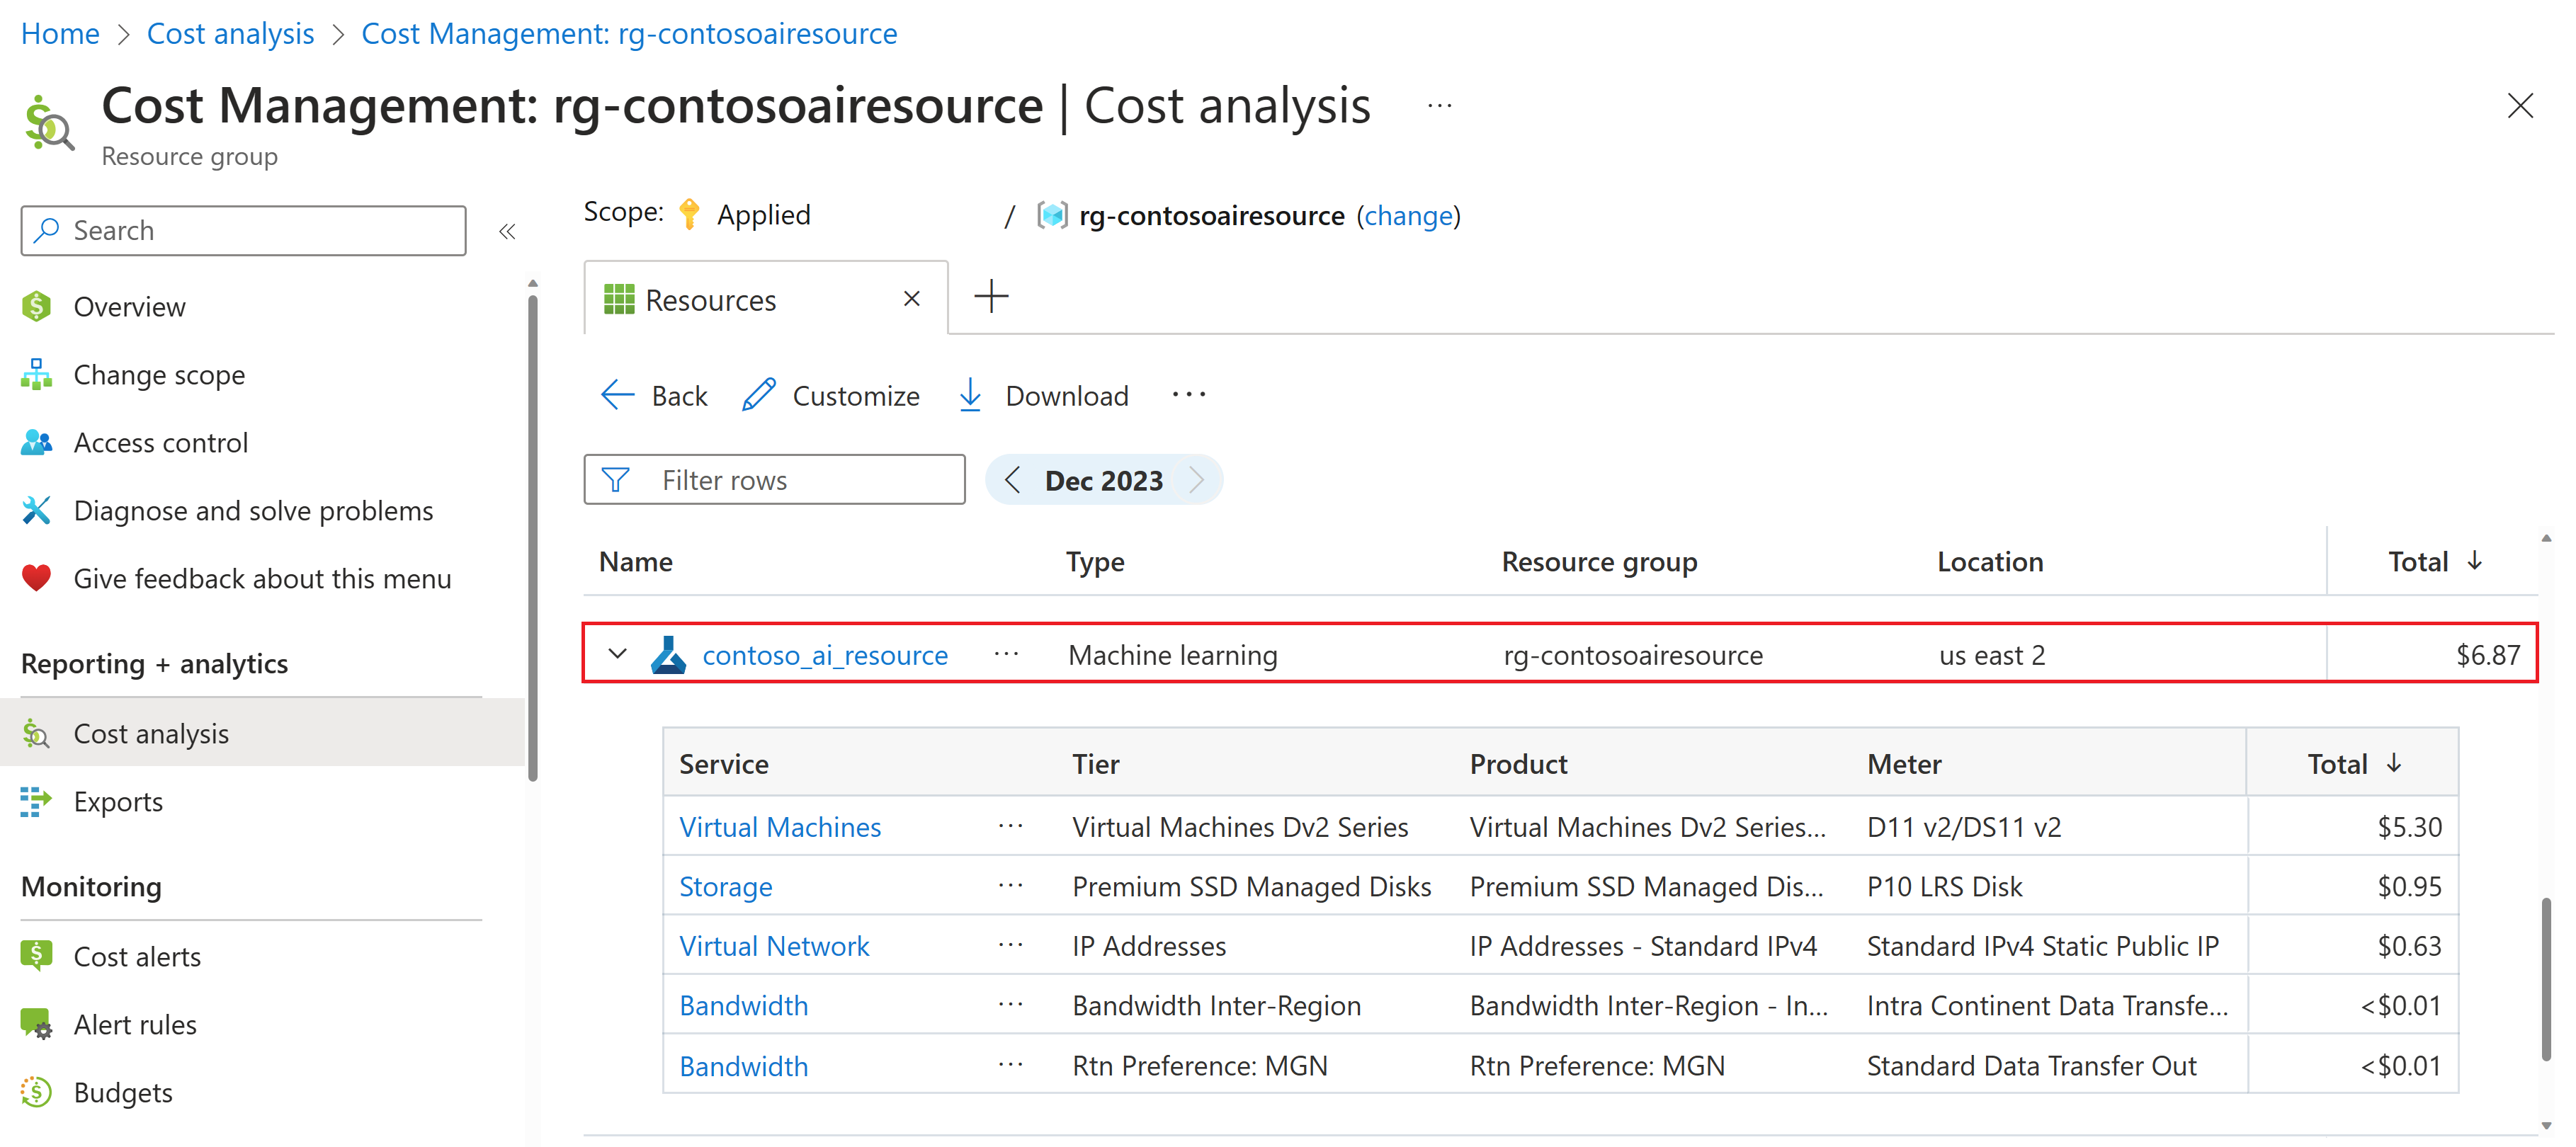 Home > Cost analysis > Cost Management: rg-contosoairesource
Cost Management: rg-contosoairesource | Cost analysis ...
Resource group
Search
Overview
Change scope
Access control
Diagnose and solve problems
Give feedback about this menu
Reporting + analytics
Cost analysis
Exports
Monitoring
Cost alerts
Alert rules
Budgets
Scope: Applied / rg-contosoairesource (change)
Resources
Back Customize Download ...
Filter rows Dec 2023
Name Type Resource group Location Total ↓
contoso_ai_resource ... Machine learning rg-contosoairesource us east 2 $6.87
Service Tier Product Meter Total ↓
Virtual Machines ... Virtual Machines Dv2 Series Virtual Machines Dv2 Series... D11 v2/DS11 v2 $5.30
Storage ... Premium SSD Managed Disks Premium SSD Managed Dis... P10 LRS Disk $0.95
Virtual Network ... IP Addresses IP Addresses - Standard IPv4 Standard IPv4 Static Public IP $0.63
Bandwidth ... Bandwidth Inter-Region Bandwidth Inter-Region - In... Intra Continent Data Transfe... <$0.01
Bandwidth ... Rtn Preference: MGN Rtn Preference: MGN Standard Data Transfer Out <$0.01